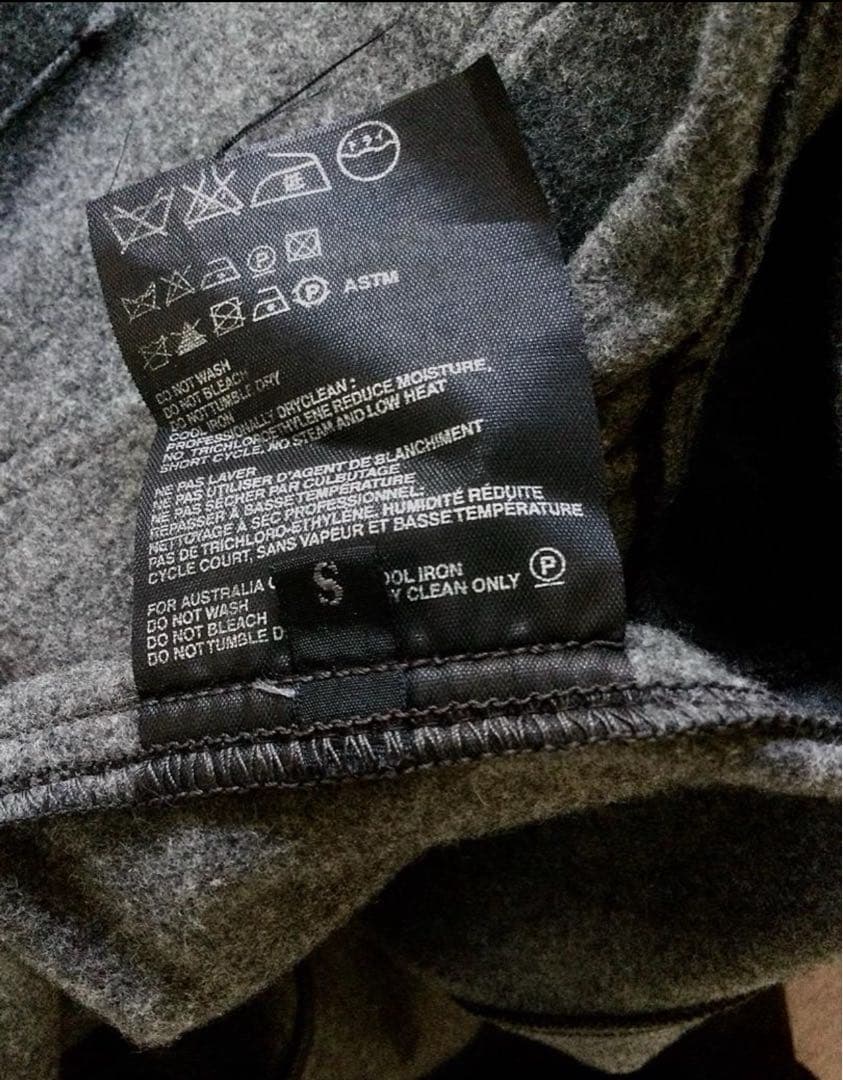 P
P ASTM
DO NOT WASH
DO NOT BLEACH
DO NOT TUMBLE DRY
COOL IRON
PROFESSIONALLY DRYCLEAN :
NO TRICHLOROETHYLENE REDUCE MOISTURE,
SHORT CYCLE, NO STEAM AND LOW HEAT
NE PAS LAVER
NE PAS UTILISER D'AGENT DE BLANCHIMENT
NE PAS SÉCHER PAR CULBUTAGE
REPASSER À BASSE TEMPÉRATURE
NETTOYAGE À SEC PROFESSIONNEL.
PAS DE TRICHLORO-ETHYLÈNE. HUMIDITÉ RÉDUITE
CYCLE COURT, SANS VAPEUR ET BASSE TEMPÉRATURE
FOR AUSTRALIA OOL IRON
DO NOT WASH Y CLEAN ONLY P
DO NOT BLEACH
DO NOT TUMBLE D
S